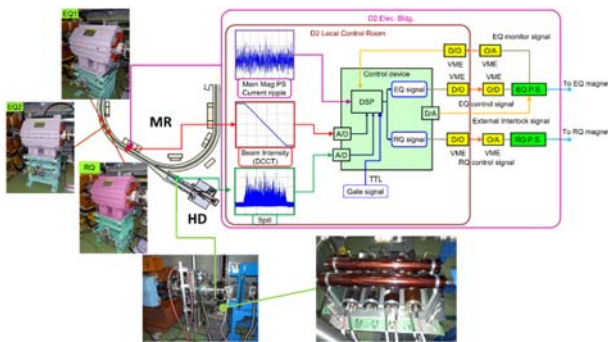 EQ1
EQ2
RQ
MR
HD
D2 Elec. Bldg.
D2 Local Control Room
Main Mag PS
Current ripple
Beam Intensity
(DCCT)
Spill
Control device
DSP
EQ signal
RQ signal
A/D
A/D
D/A
TTL
Gate signal
EQ monitor signal
O/A
VME
VME
EQ P.S.
EQ control signal
To EQ magnet
External Interlock signal
RQ P.S.
VME
VME
RQ control signal
To RQ magnet